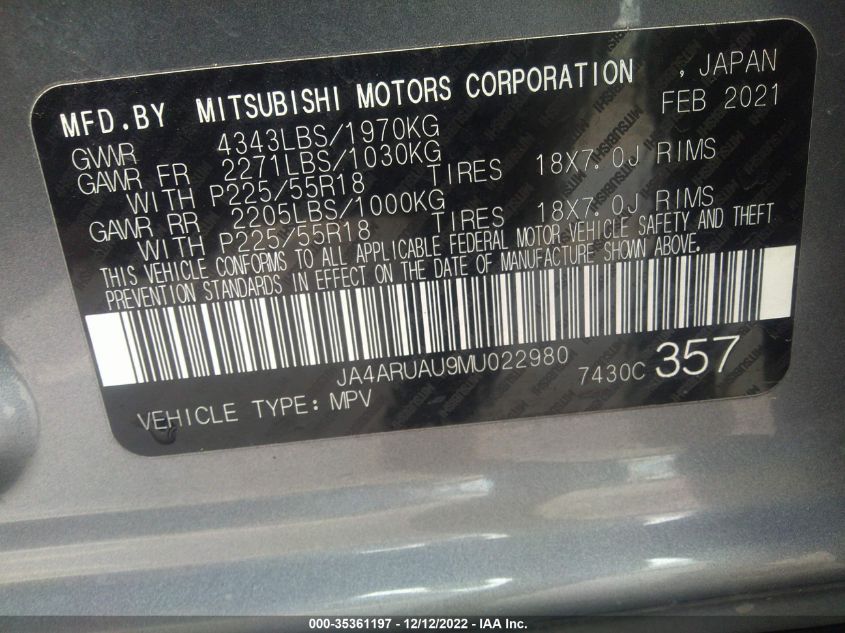 MFD.BY MITSUBISHI MOTORS CORPORATION , JAPAN
FEB 2021
GVWR 4343LBS/1970KG
GAWR FR 2271LBS/1030KG
WITH P225/55R18 TIRES 18X7.0J RIMS
GAWR RR 2205LBS/1000KG
WITH P225/55R18 TIRES 18X7.0J RIMS
THIS VEHICLE CONFORMS TO ALL APPLICABLE FEDERAL MOTOR VEHICLE SAFETY AND THEFT
PREVENTION STANDARDS IN EFFECT ON THE DATE OF MANUFACTURE SHOWN ABOVE.
JA4ARUAU9MU022980 7430C 357
VEHICLE TYPE: MPV
000-35361197 - 12/12/2022 - IAA Inc.